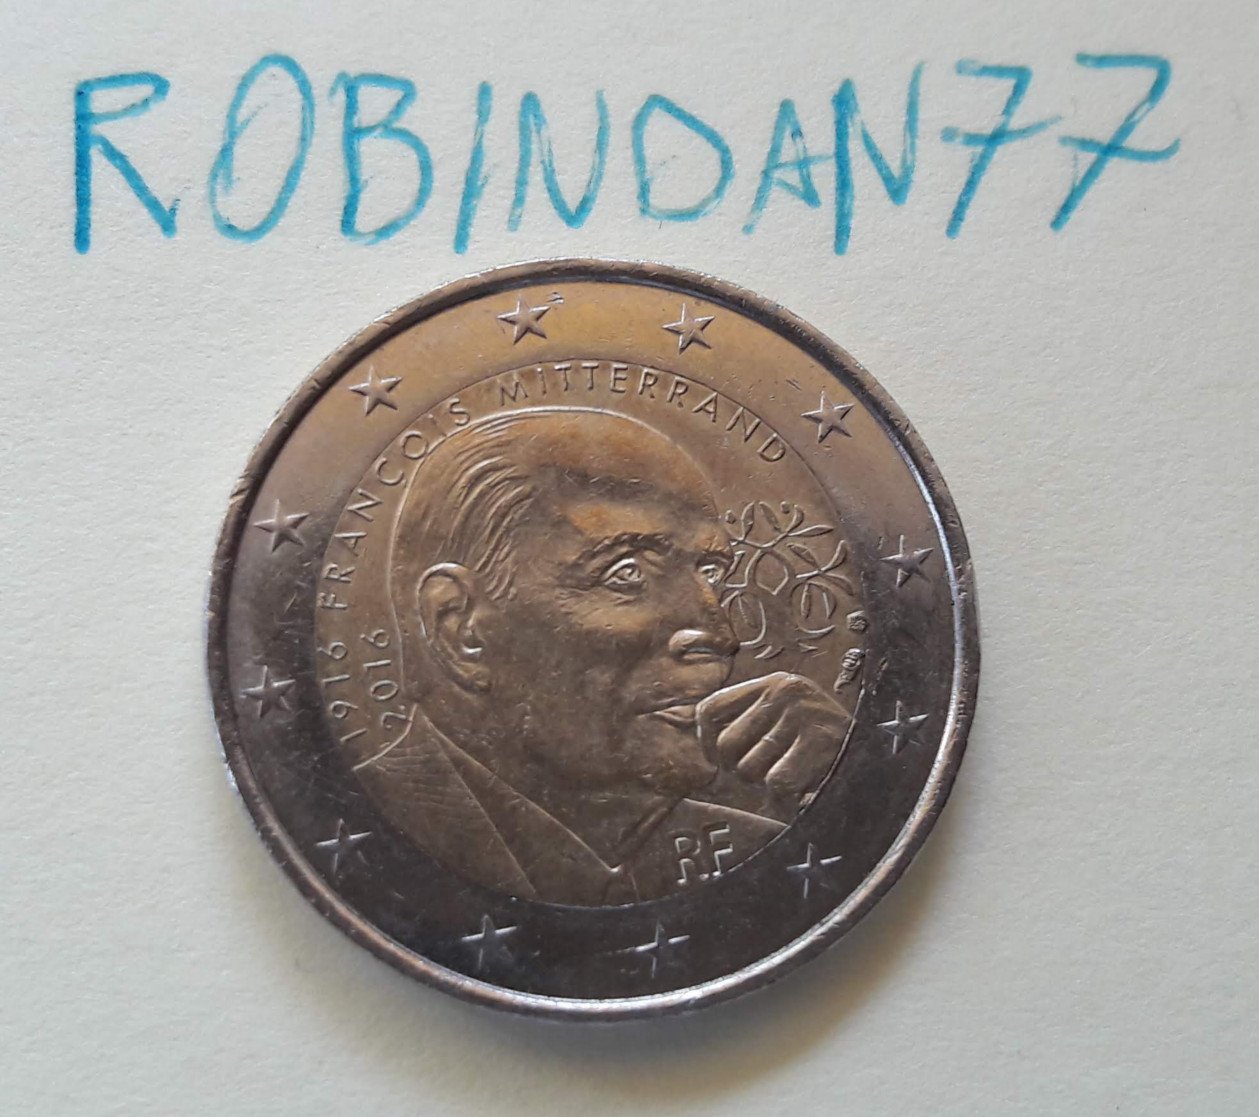 ROBINDAN77
FRANÇOIS MITTERRAND
1916
2016
RF